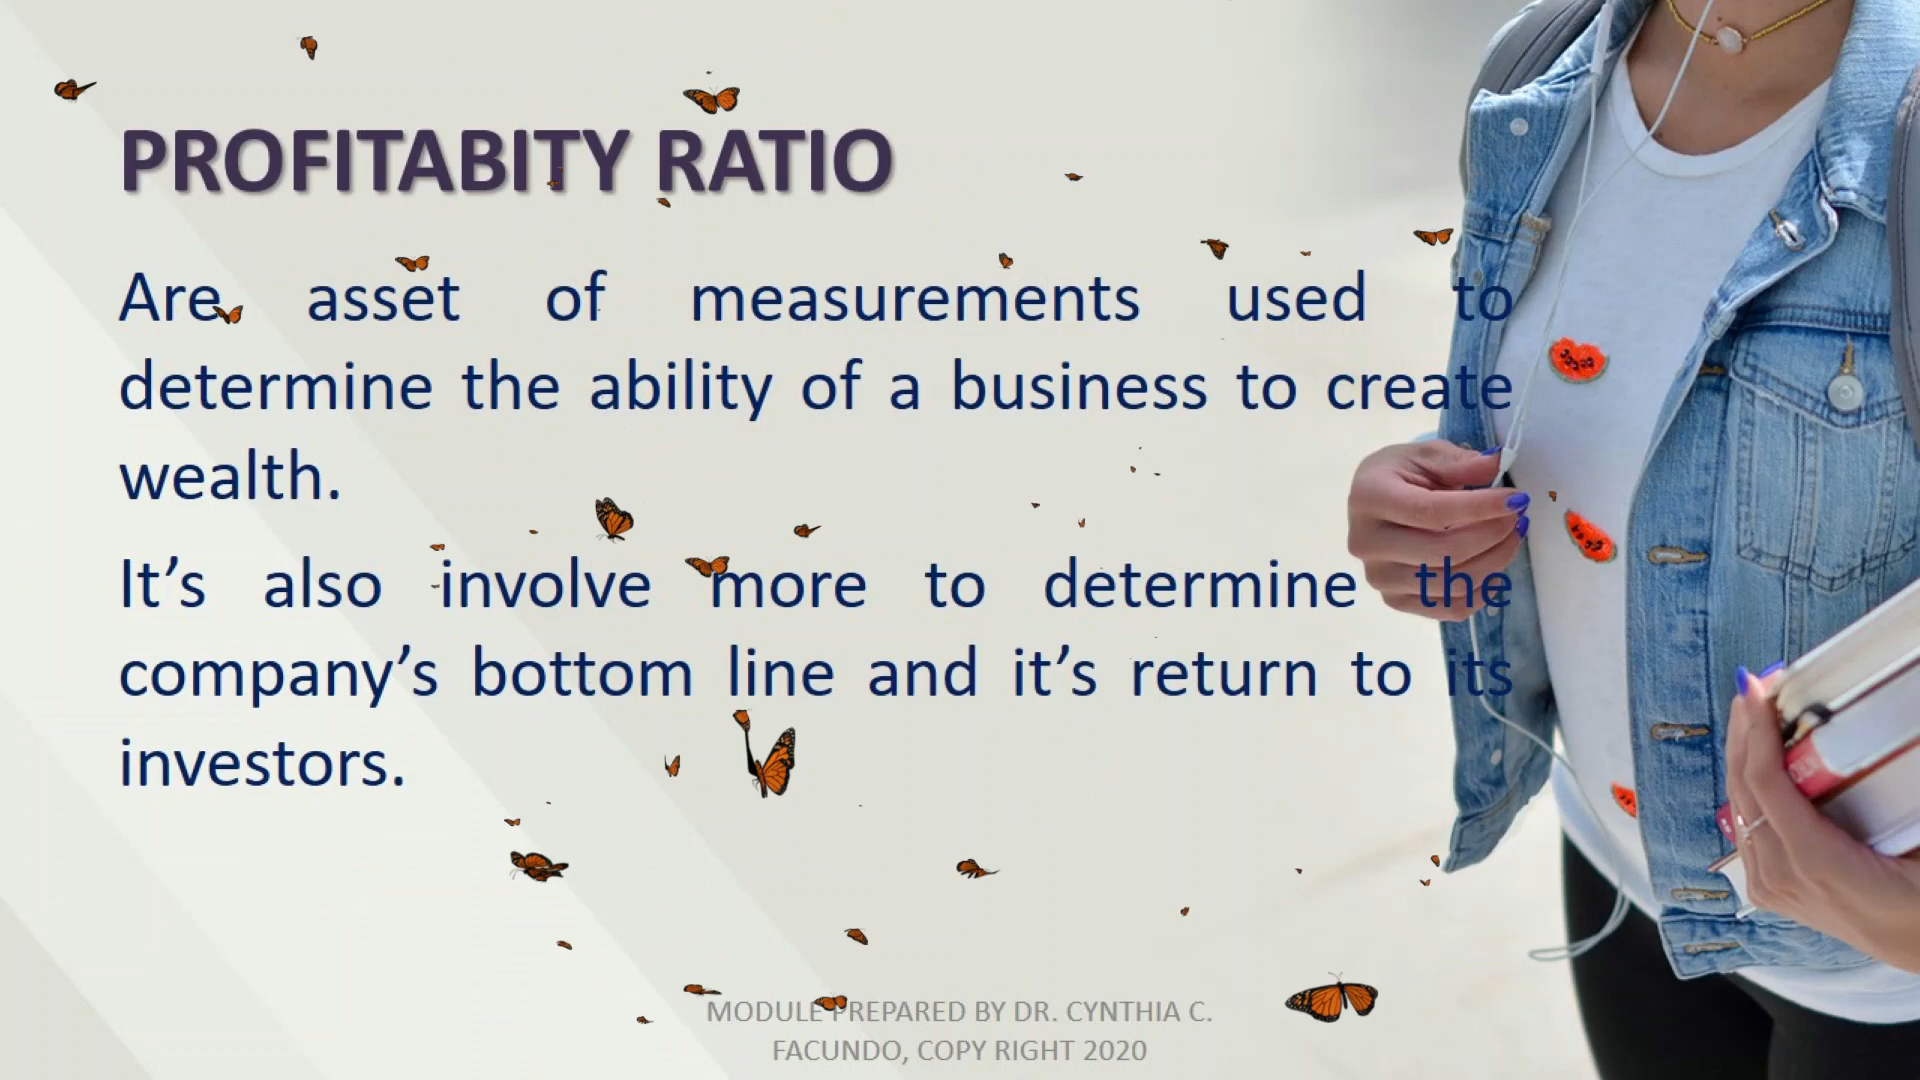 PROFITABITY RATIO
Are asset of measurements used to
determine the ability of a business to create
wealth.
It’s also involve more to determine the
company’s bottom line and it’s return to its
investors.
MODULE PREPARED BY DR. CYNTHIA C.
FACUNDO, COPY RIGHT 2020